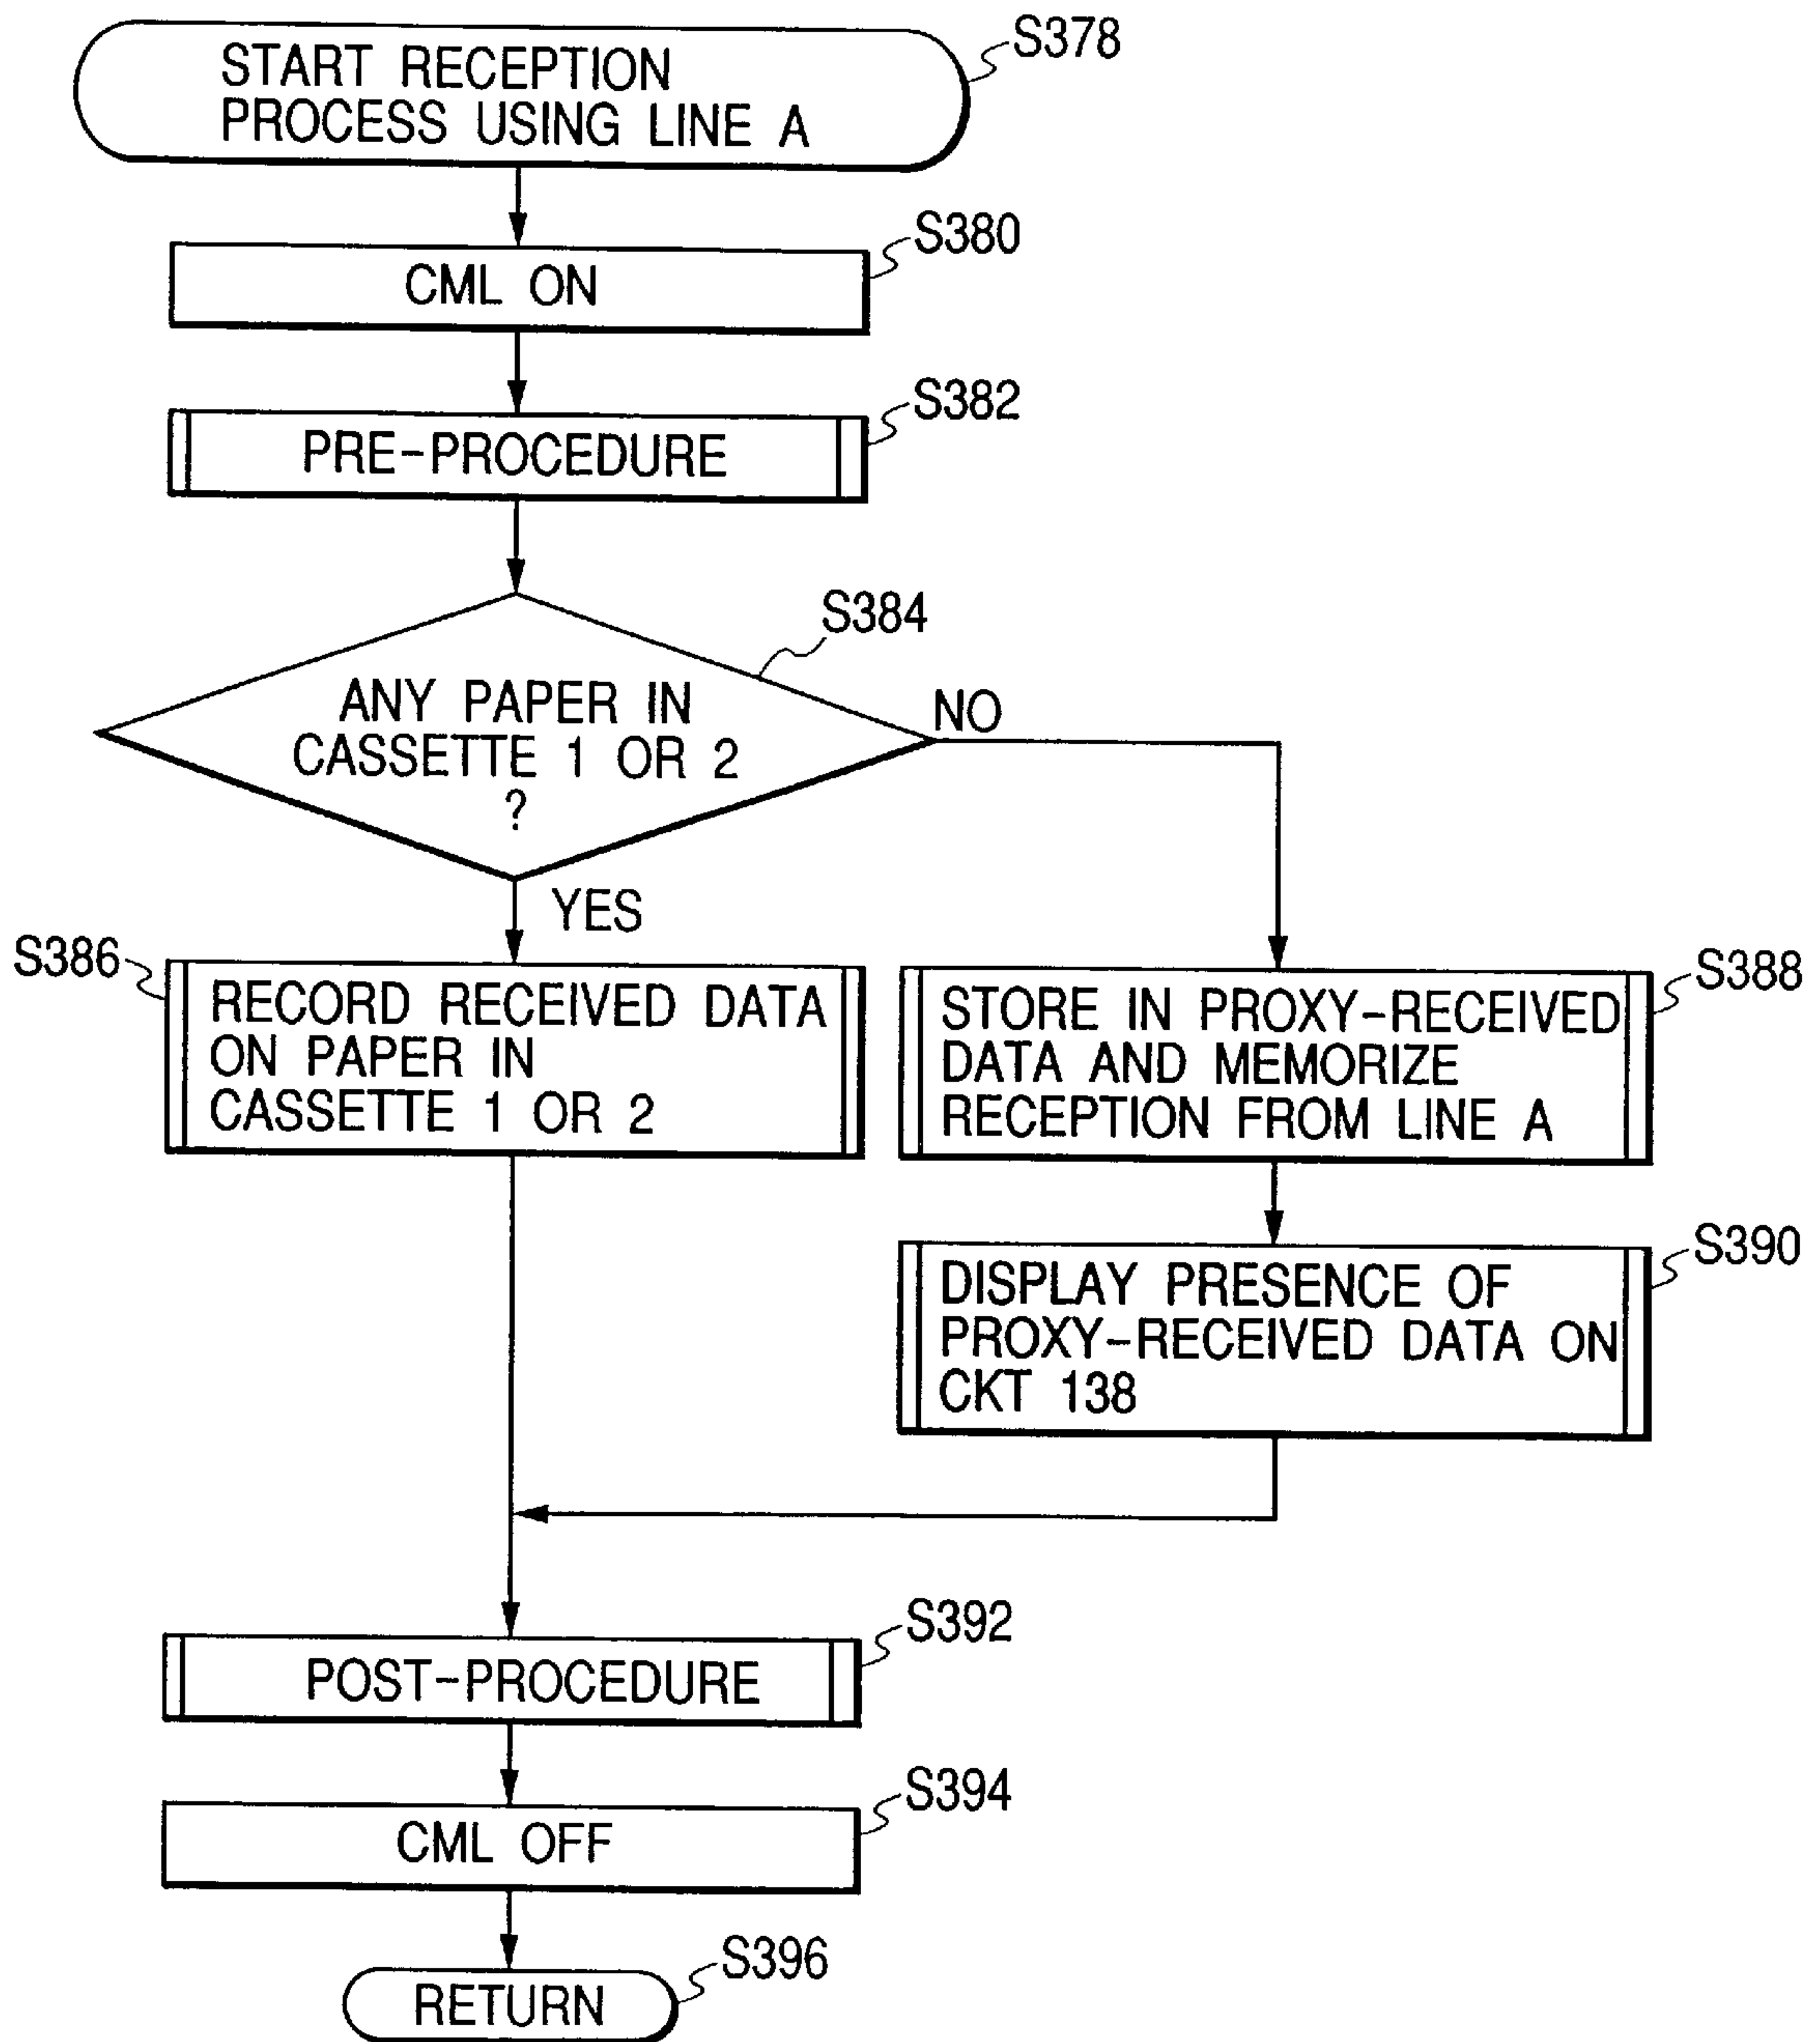 START RECEPTION
PROCESS USING LINE A
S378
CML ON
S380
PRE-PROCEDURE
S382
ANY PAPER IN
CASSETTE 1 OR 2
?
S384
NO
YES
S386
RECORD RECEIVED DATA
ON PAPER IN
CASSETTE 1 OR 2
STORE IN PROXY-RECEIVED
DATA AND MEMORIZE
RECEPTION FROM LINE A
S388
DISPLAY PRESENCE OF
PROXY-RECEIVED DATA ON
CKT 138
S390
POST-PROCEDURE
S392
CML OFF
S394
RETURN
S396